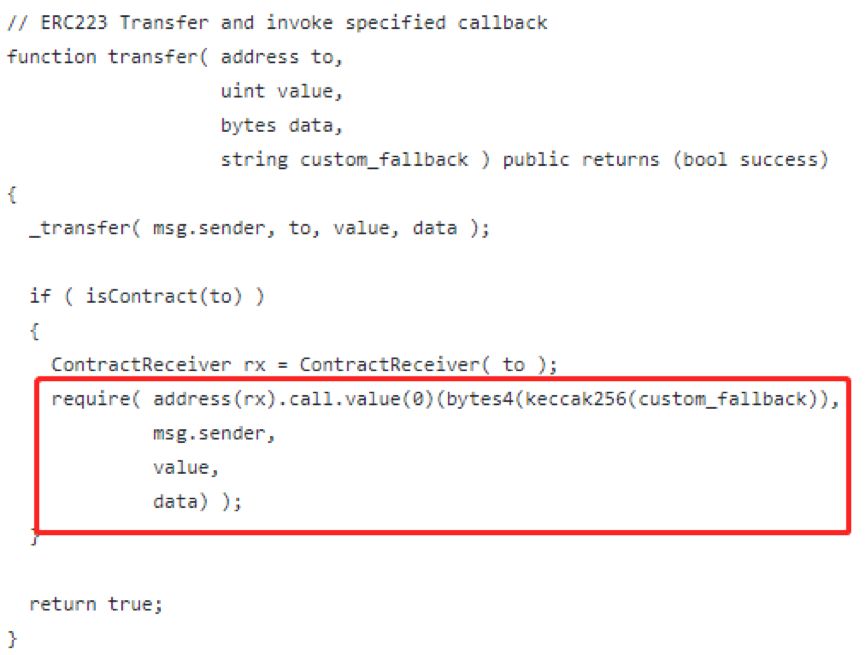 // ERC223 Transfer and invoke specified callback
function transfer( address to,
uint value,
bytes data,
string custom_fallback ) public returns (bool success)
{
_transfer( msg.sender, to, value, data );
if ( isContract(to) )
{
ContractReceiver rx = ContractReceiver( to );
require( address(rx).call.value(0)(bytes4(keccak256(custom_fallback)),
msg.sender,
value,
data) );
}
return true;
}